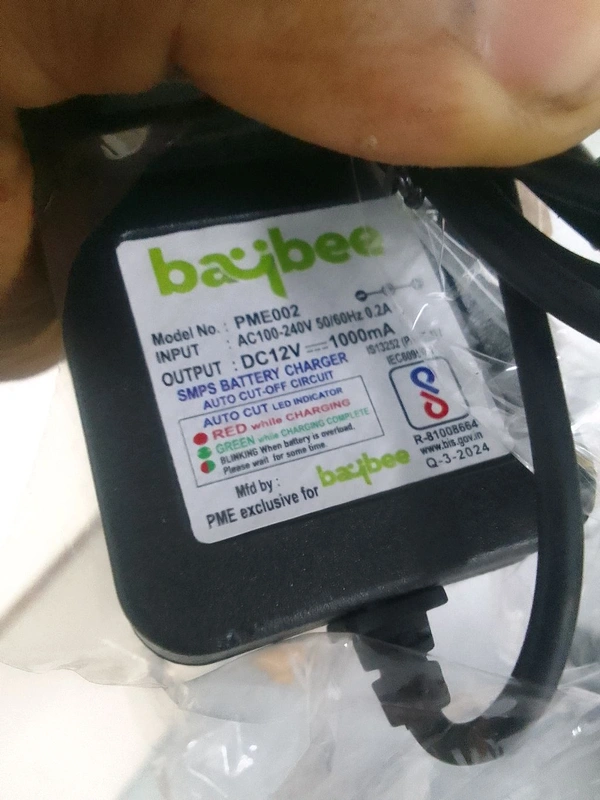 baybee
Model No. : PME002
INPUT : AC100-240V 50/60Hz 0.2A
OUTPUT : DC12V 1000mA
SMPS BATTERY CHARGER
AUTO CUT-OFF CIRCUIT
IS13252
AUTO CUT LED INDICATOR
RED while CHARGING
GREEN while CHARGING COMPLETE
BLINKING When battery is overload.
Please wait for some time.
R-81008664
www.bis.gov.in
Q-3-2024
Mfd by :
PME exclusive for baybee